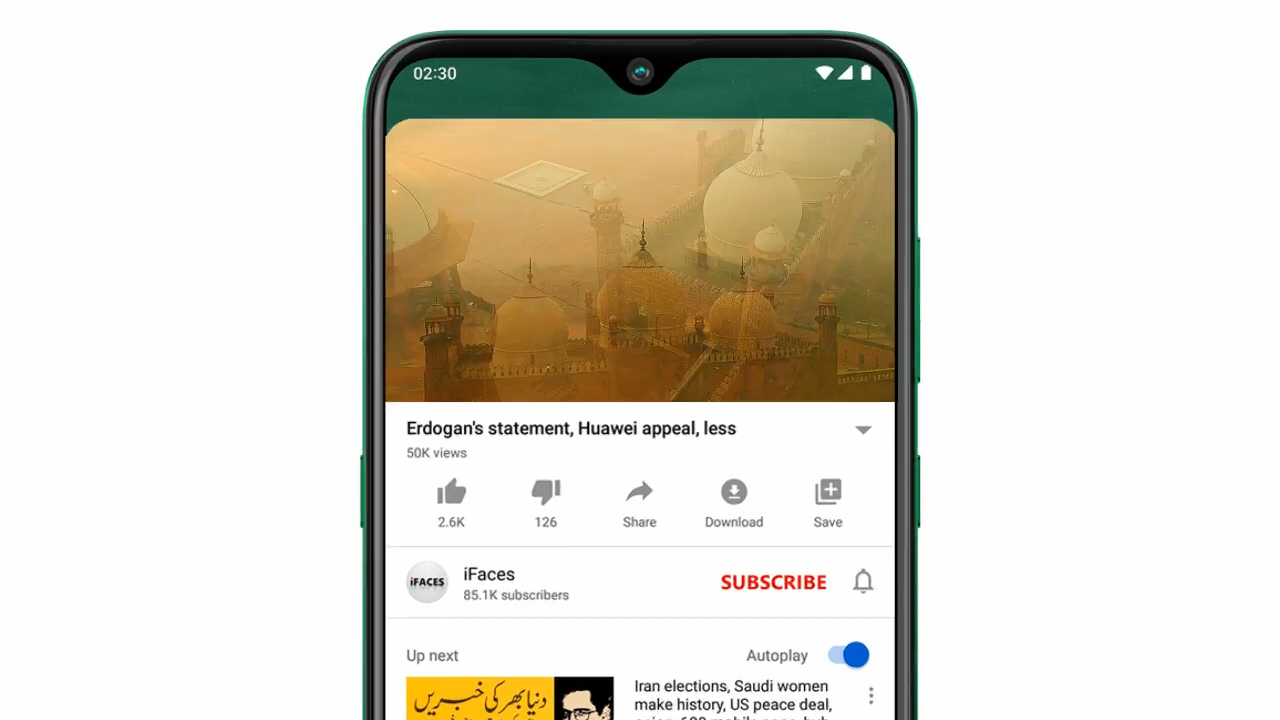 02:30
Erdogan's statement, Huawei appeal, less
50K views
2.6K
126
Share
Download
Save
iFACES
iFaces
85.1K subscribers
SUBSCRIBE
Up next
Autoplay
دنیا بھر کی خبریں
Iran elections, Saudi women
make history, US peace deal,